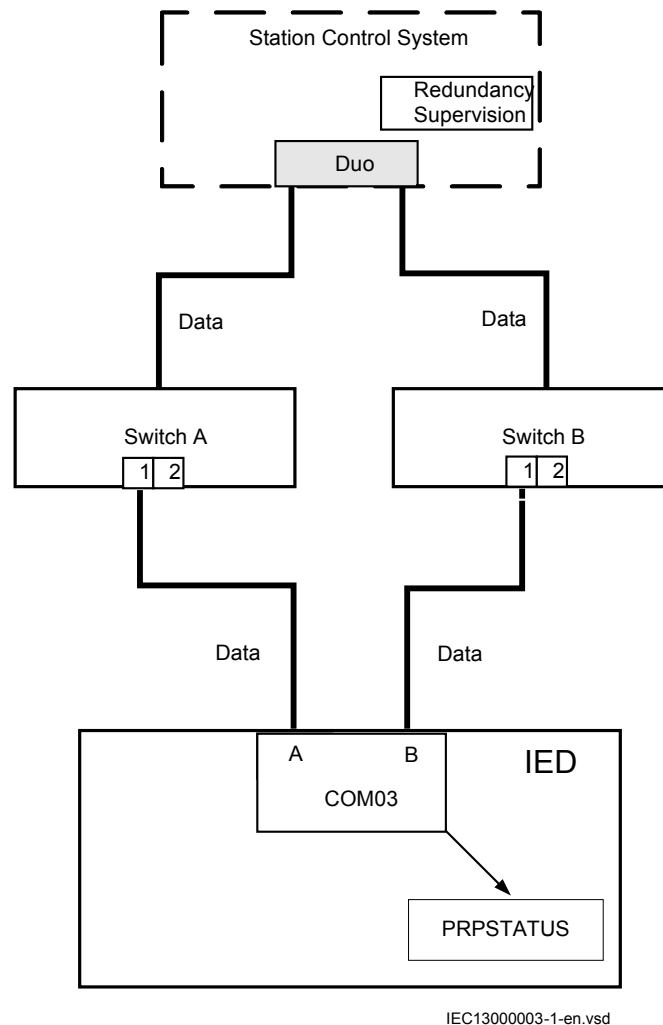 Station Control System
Redundancy
Supervision
Duo
Data
Data
Switch A
Switch B
1 2
1 2
Data
Data
A
B
IED
COM03
PRPSTATUS
IEC13000003-1-en.vsd